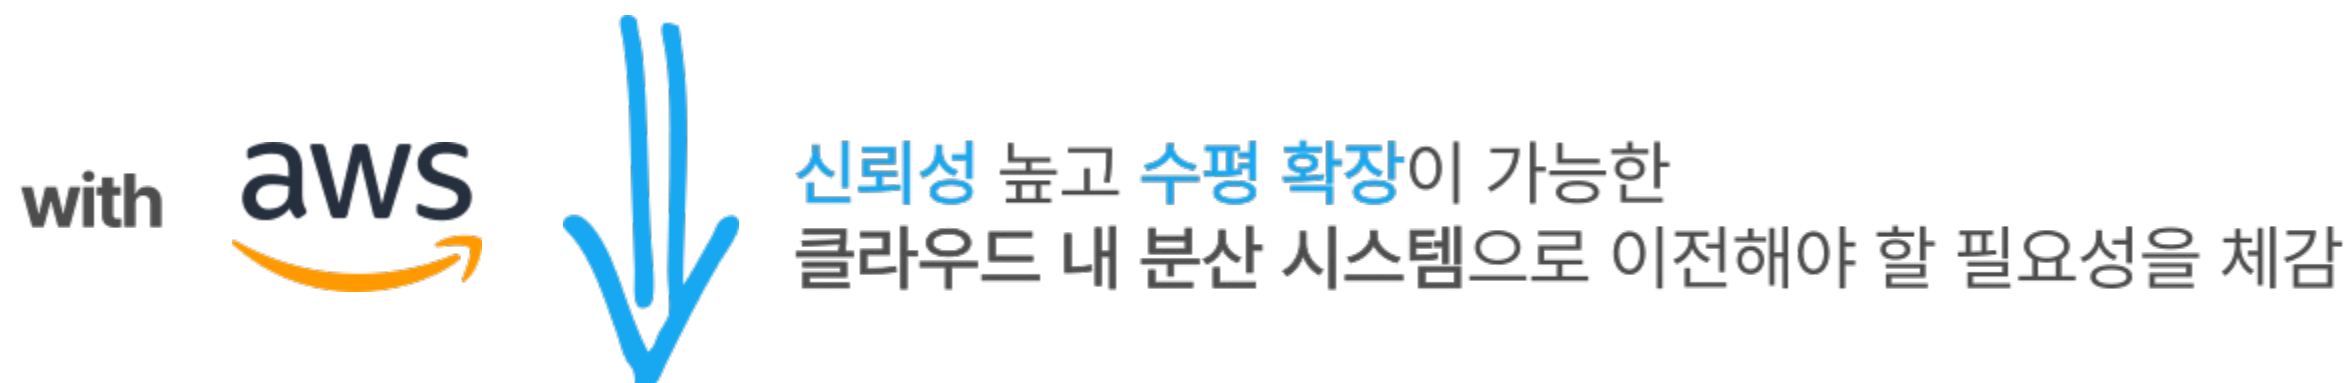 with
aws
신뢰성 높고 수평 확장이 가능한
클라우드 내 분산 시스템으로 이전해야 할 필요성을 체감